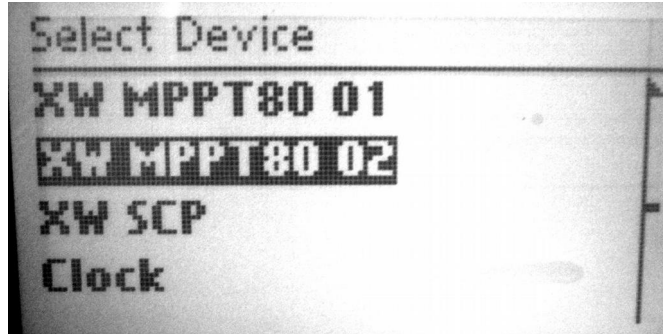 Select Device
XW MPPT80 01
XW MPPT80 02
XW SCP
Clock